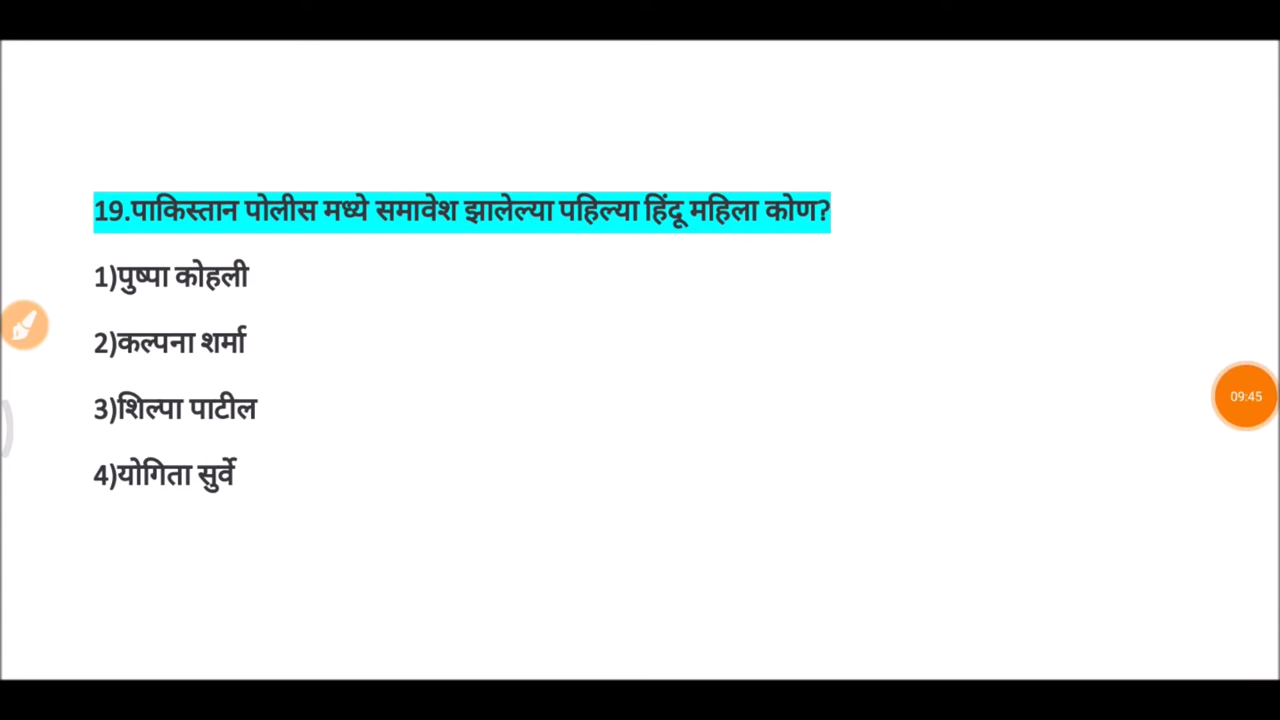 19.पाकिस्तान पोलीस मध्ये समावेश झालेल्या पहिल्या हिंदू महिला कोण?
1)पुष्पा कोहली
2)कल्पना शर्मा
3)शिल्पा पाटील
4)योगिता सुर्वे
09:45